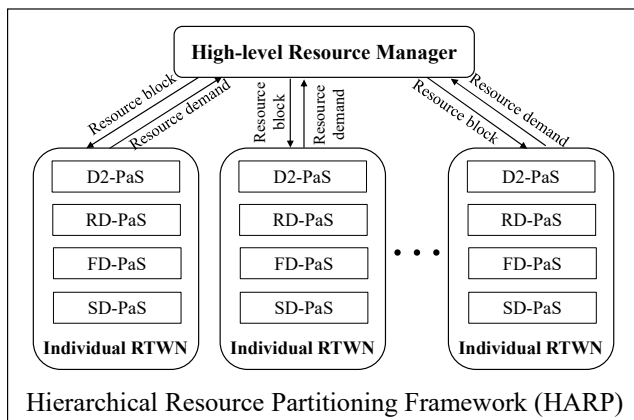 High-level Resource Manager
Resource block
Resource demand
Resource block
Resource demand
Resource block
Resource demand
D2-PaS
RD-PaS
FD-PaS
SD-PaS
Individual RTWN
D2-PaS
RD-PaS
FD-PaS
SD-PaS
Individual RTWN
• • •
D2-PaS
RD-PaS
FD-PaS
SD-PaS
Individual RTWN
Hierarchical Resource Partitioning Framework (HARP)